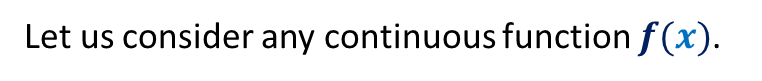 Let us consider any continuous function f(x).